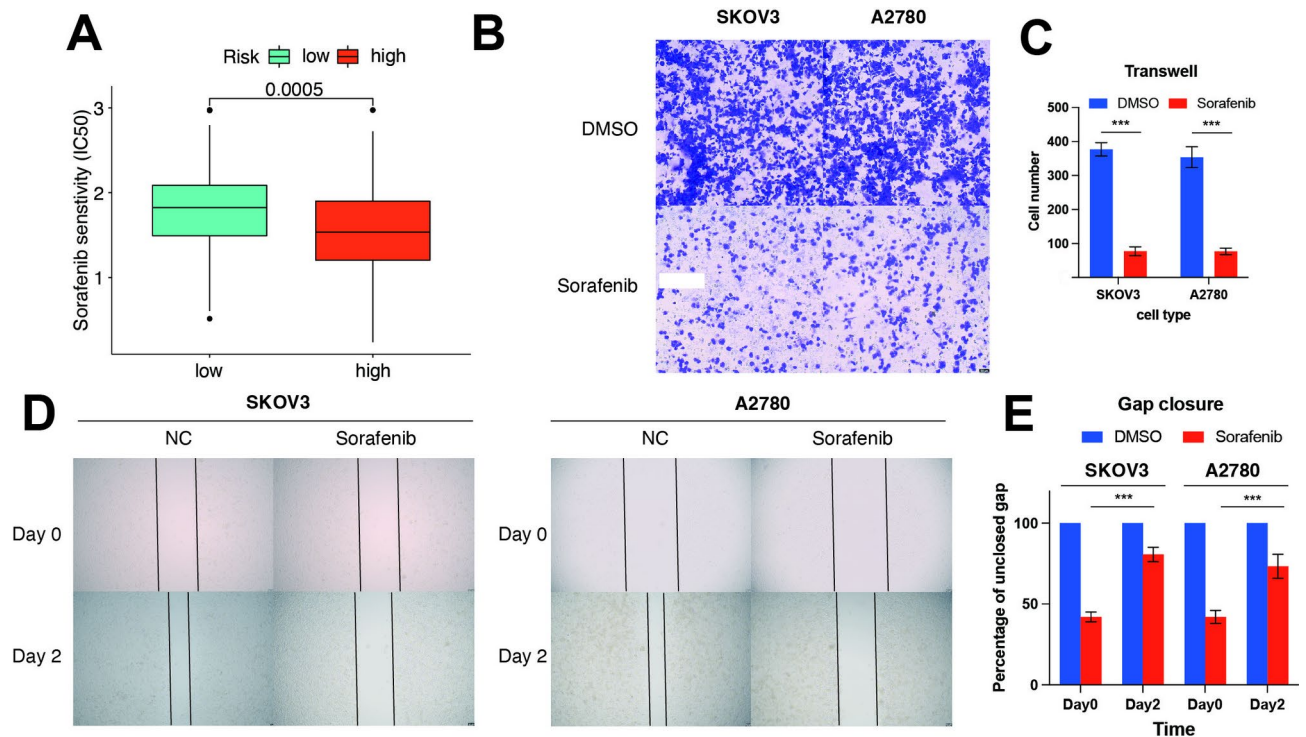 A
Risk low high
0.0005
Sorafenib senstivity (IC50)
3
2
1
low high
B
SKOV3 A2780
DMSO
Sorafenib
C
Transwell
DMSO Sorafenib
*** ***
Cell number
500
400
300
200
100
SKOV3 A2780
cell type
D
SKOV3 A2780
NC Sorafenib NC Sorafenib
Day 0 Day 0
Day 2 Day 2
E
Gap closure
DMSO Sorafenib
SKOV3 A2780
*** ***
Percentage of unclosed gap
100
50
0
Day0 Day2 Day0 Day2
Time